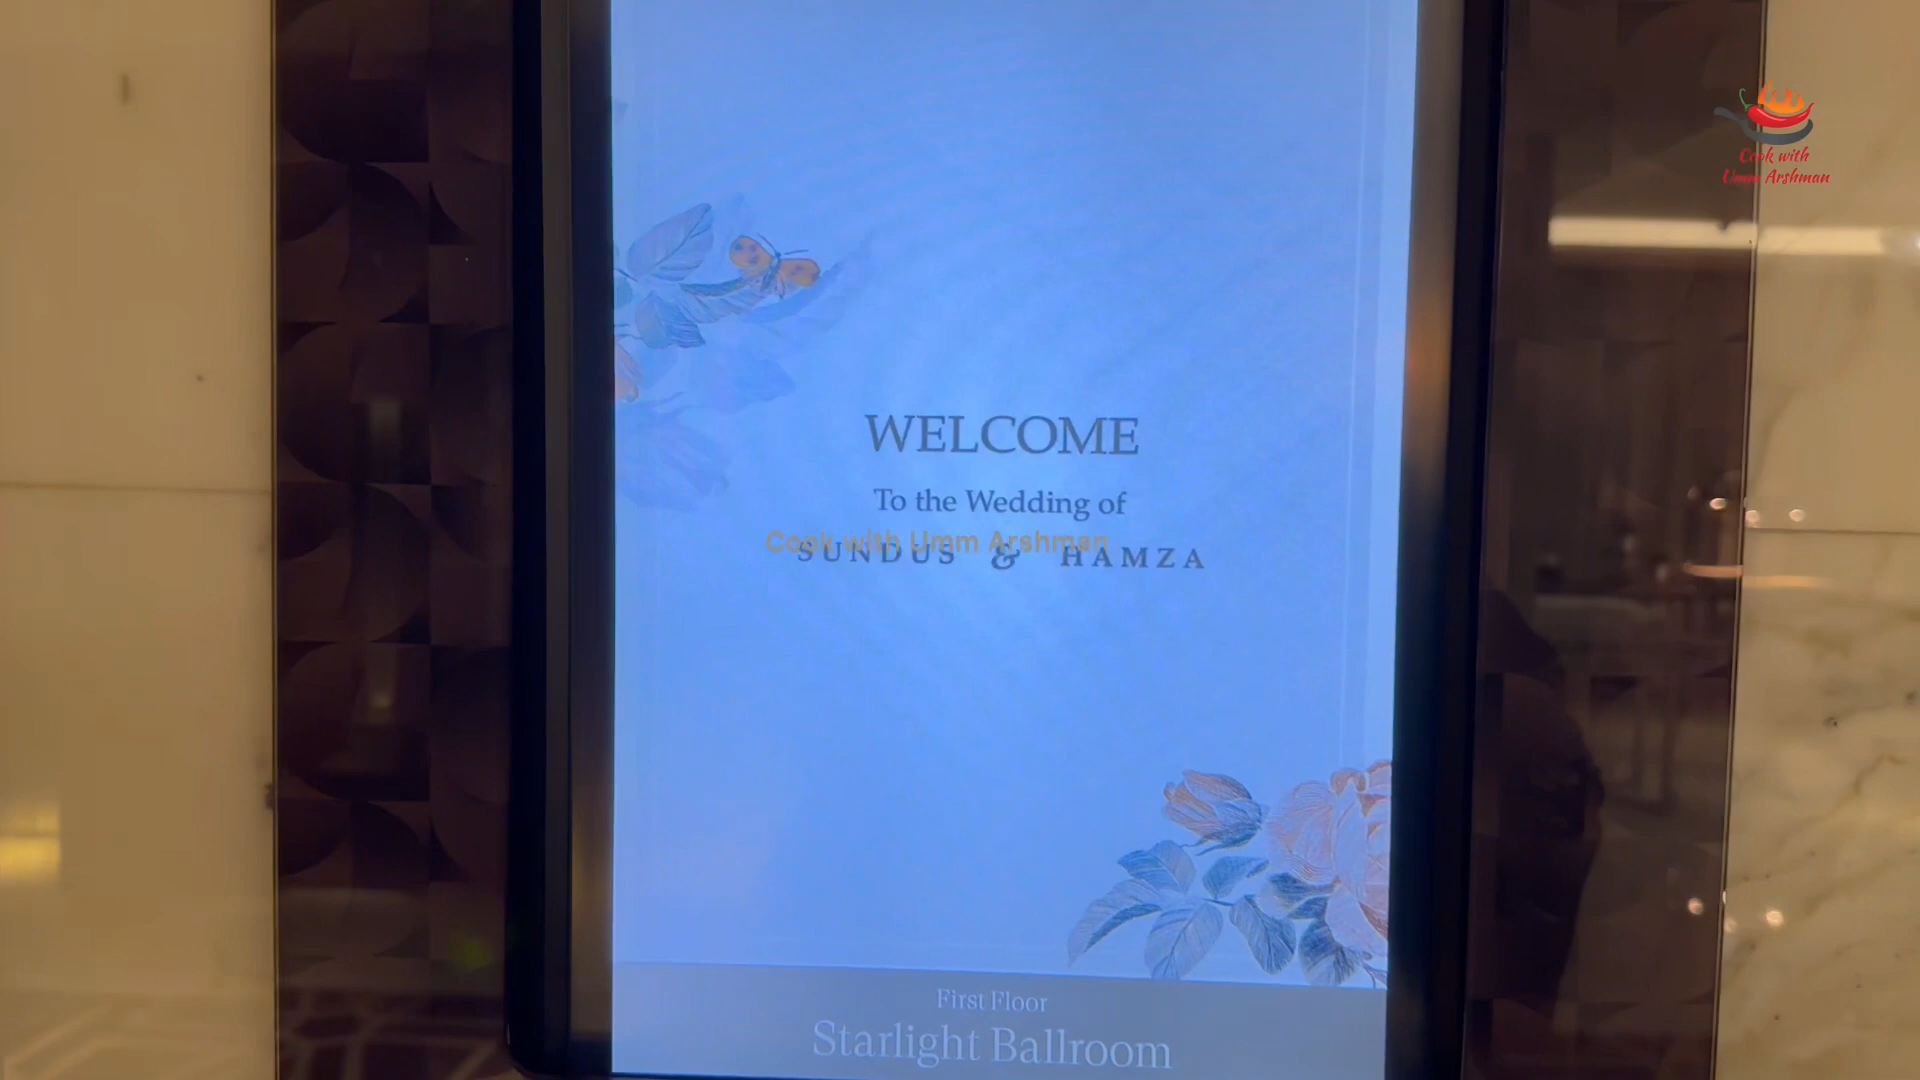 Cook with
Umm Arshman
WELCOME
To the Wedding of
Cook with Umm Arshman
SUNDUS & HAMZA
First Floor
Starlight Ballroom